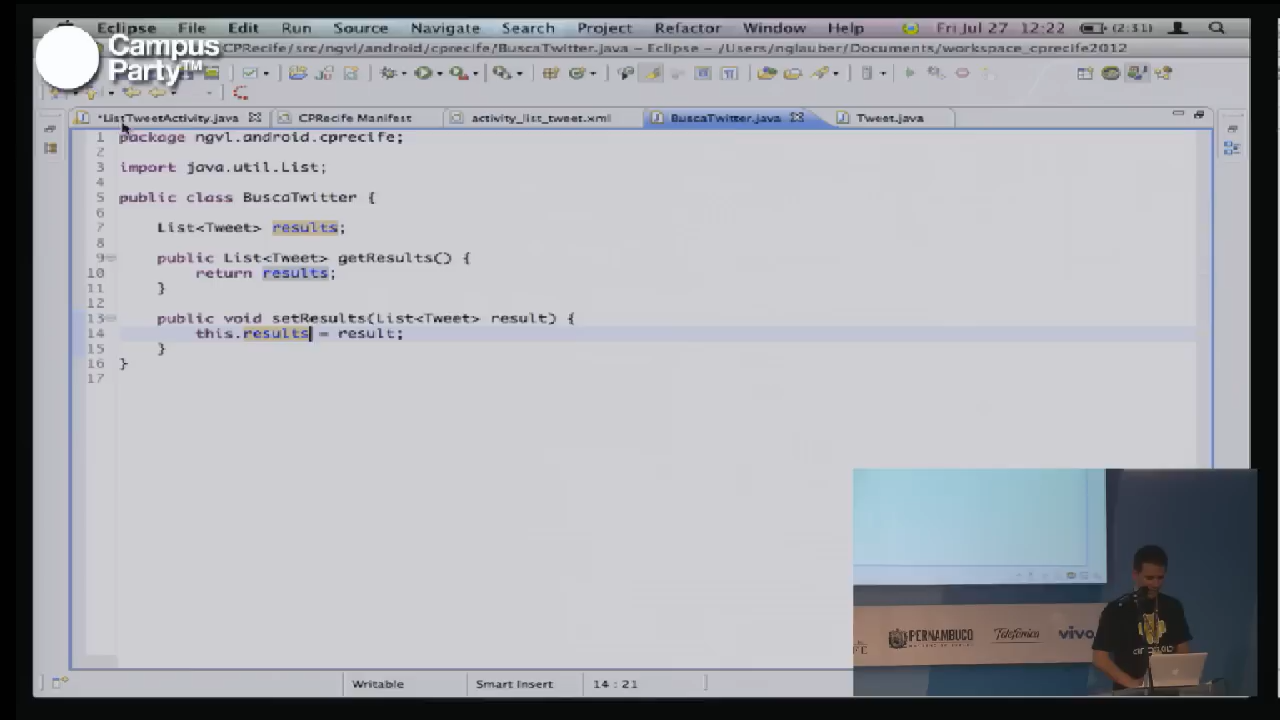 Eclipse File Edit Run Source Navigate Search Project Refactor Window Help Fri Jul 27 12:22 (2:31)
Campus
Party™
CPRecife/src/ngvl/android/cprecife/BuscaTwitter.java – Eclipse – /Users/nglauber/Documents/workspace_cprecife2012
*ListTweetActivity.java CPRecife Manifest activity_list_tweet.xml BuscaTwitter.java Tweet.java
1 package ngvl.android.cprecife;
2
3 import java.util.List;
4
5 public class BuscaTwitter {
6
7 List<Tweet> results;
8
9 public List<Tweet> getResults() {
10 return results;
11 }
12
13 public void setResults(List<Tweet> result) {
14 this.results = result;
15 }
16 }
17
PERNAMBUCO
Telefónica
vivo
Writable Smart Insert 14 : 21